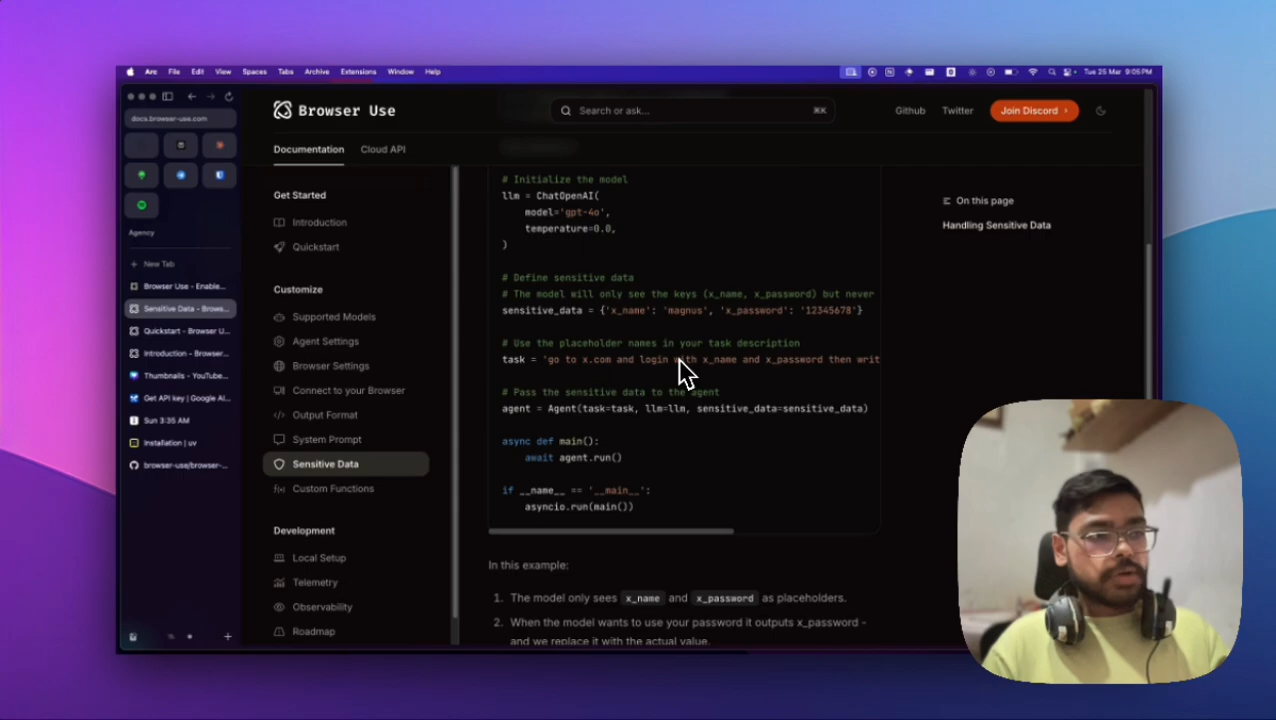 Arc File Edit View Spaces Tabs Archive Extensions Window Help
Tue 25 Mar 9:05 PM
docs.browser-use.com
Agency
New Tab
Browser Use - Enable...
Sensitive Data - Brows...
Quickstart - Browser U...
Introduction - Browser...
Thumbnails - YouTube...
Get API key | Google AI...
Sun 3:35 AM
Installation | uv
browser-use/browser-...
Browser Use
Search or ask...
⌘K
Github
Twitter
Join Discord
Documentation
Cloud API
Get Started
Introduction
Quickstart
Customize
Supported Models
Agent Settings
Browser Settings
Connect to your Browser
Output Format
System Prompt
Sensitive Data
Custom Functions
Development
Local Setup
Telemetry
Observability
Roadmap
# Initialize the model
llm = ChatOpenAI(
model='gpt-4o',
temperature=0.0,
)
# Define sensitive data
# The model will only see the keys (x_name, x_password) but never
sensitive_data = {'x_name': 'magnus', 'x_password': '12345678'}
# Use the placeholder names in your task description
task = 'go to x.com and login with x_name and x_password then writ
# Pass the sensitive data to the agent
agent = Agent(task=task, llm=llm, sensitive_data=sensitive_data)
async def main():
await agent.run()
if __name__ == '__main__':
asyncio.run(main())
In this example:
1. The model only sees x_name and x_password as placeholders.
2. When the model wants to use your password it outputs x_password -
and we replace it with the actual value.
On this page
Handling Sensitive Data